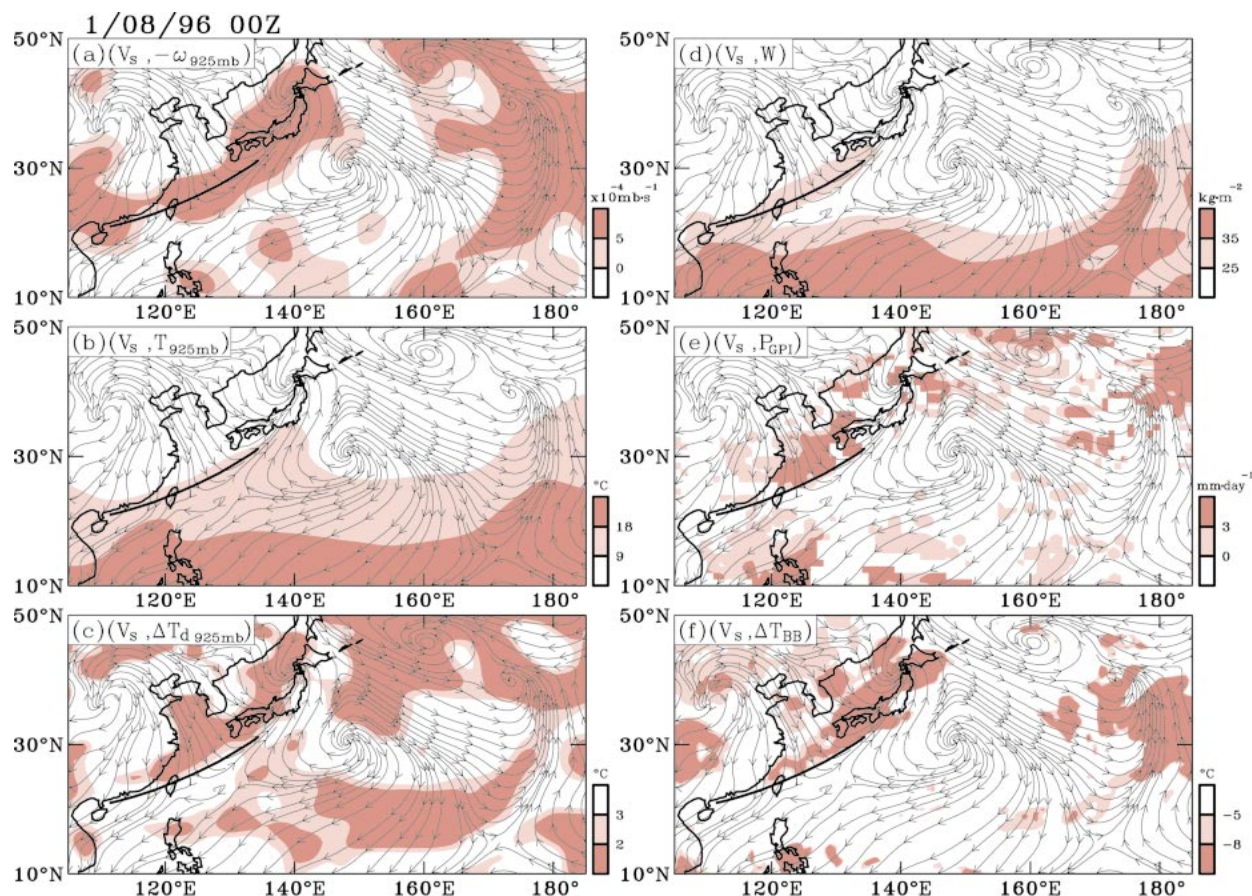 1/08/96 00Z
50°N
(a)(V_S ,-ω_925mb)
30°N
10°N
x10^-4 mb·s^-1
5
0
50°N
(d)(V_S ,W)
30°N
10°N
kg·m^-2
35
25
120°E 140°E 160°E 180°
120°E 140°E 160°E 180°
50°N
(b)(V_S ,T_925mb)
30°N
10°N
°C
18
9
50°N
(e)(V_S ,P_GPI)
30°N
10°N
mm·day^-1
3
0
120°E 140°E 160°E 180°
120°E 140°E 160°E 180°
50°N
(c)(V_S ,ΔT_d 925mb)
30°N
10°N
°C
3
2
50°N
(f)(V_S ,ΔT_BB)
30°N
10°N
°C
-5
-8
120°E 140°E 160°E 180°
120°E 140°E 160°E 180°